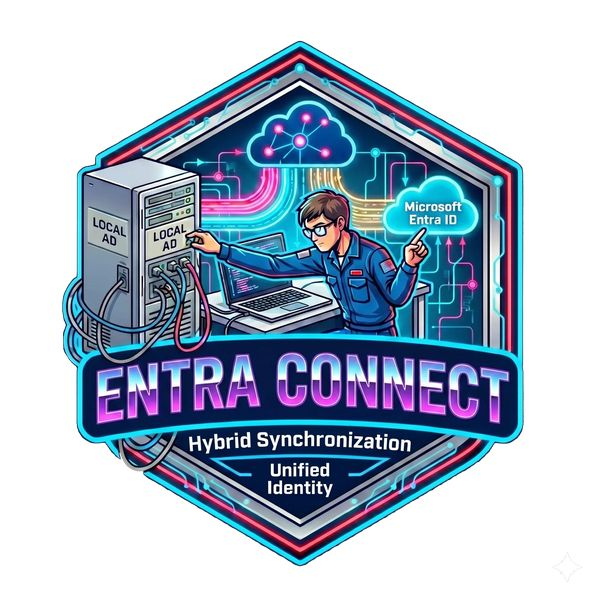 LOCAL
AD
LOCAL
AD
Microsoft
Entra ID
ENTRA CONNECT
Hybrid Synchronization
Unified
Identity